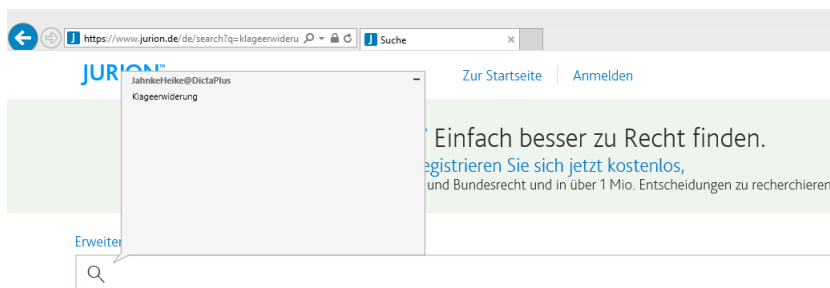 https://www.jurion.de/de/search?q=klageerwideru
Suche
JURION™
Zur Startseite Anmelden
JahnkeHeike@DictaPlus
Klageerwiderung
Einfach besser zu Recht finden.
egistrieren Sie sich jetzt kostenlos,
und Bundesrecht und in über 1 Mio. Entscheidungen zu recherchieren
Erweiter